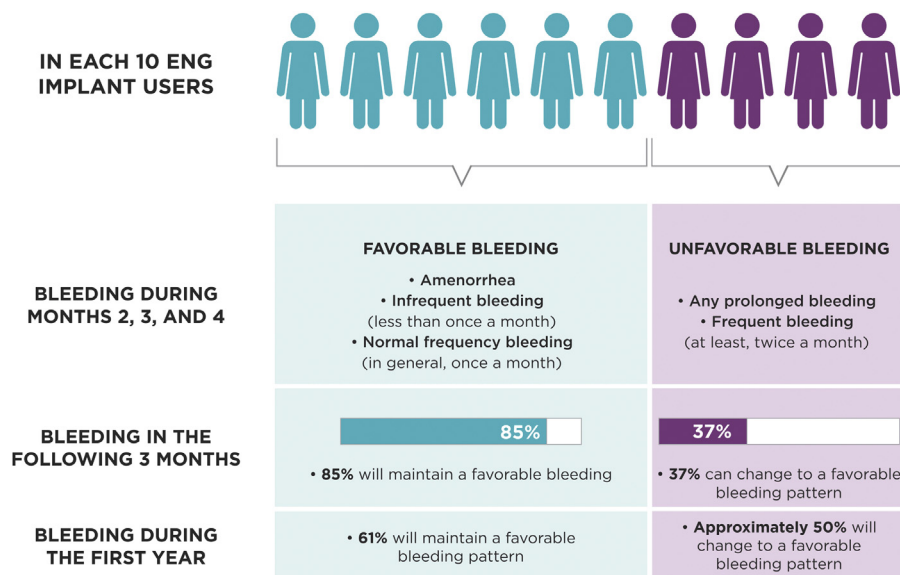 IN EACH 10 ENG
IMPLANT USERS
FAVORABLE BLEEDING
UNFAVORABLE BLEEDING
BLEEDING DURING
MONTHS 2, 3, AND 4
• Amenorrhea
• Infrequent bleeding
(less than once a month)
• Normal frequency bleeding
(in general, once a month)
• Any prolonged bleeding
• Frequent bleeding
(at least, twice a month)
BLEEDING IN THE
FOLLOWING 3 MONTHS
85%
• 85% will maintain a favorable bleeding
37%
• 37% can change to a favorable
bleeding pattern
BLEEDING DURING
THE FIRST YEAR
• 61% will maintain a favorable
bleeding pattern
• Approximately 50% will
change to a favorable
bleeding pattern